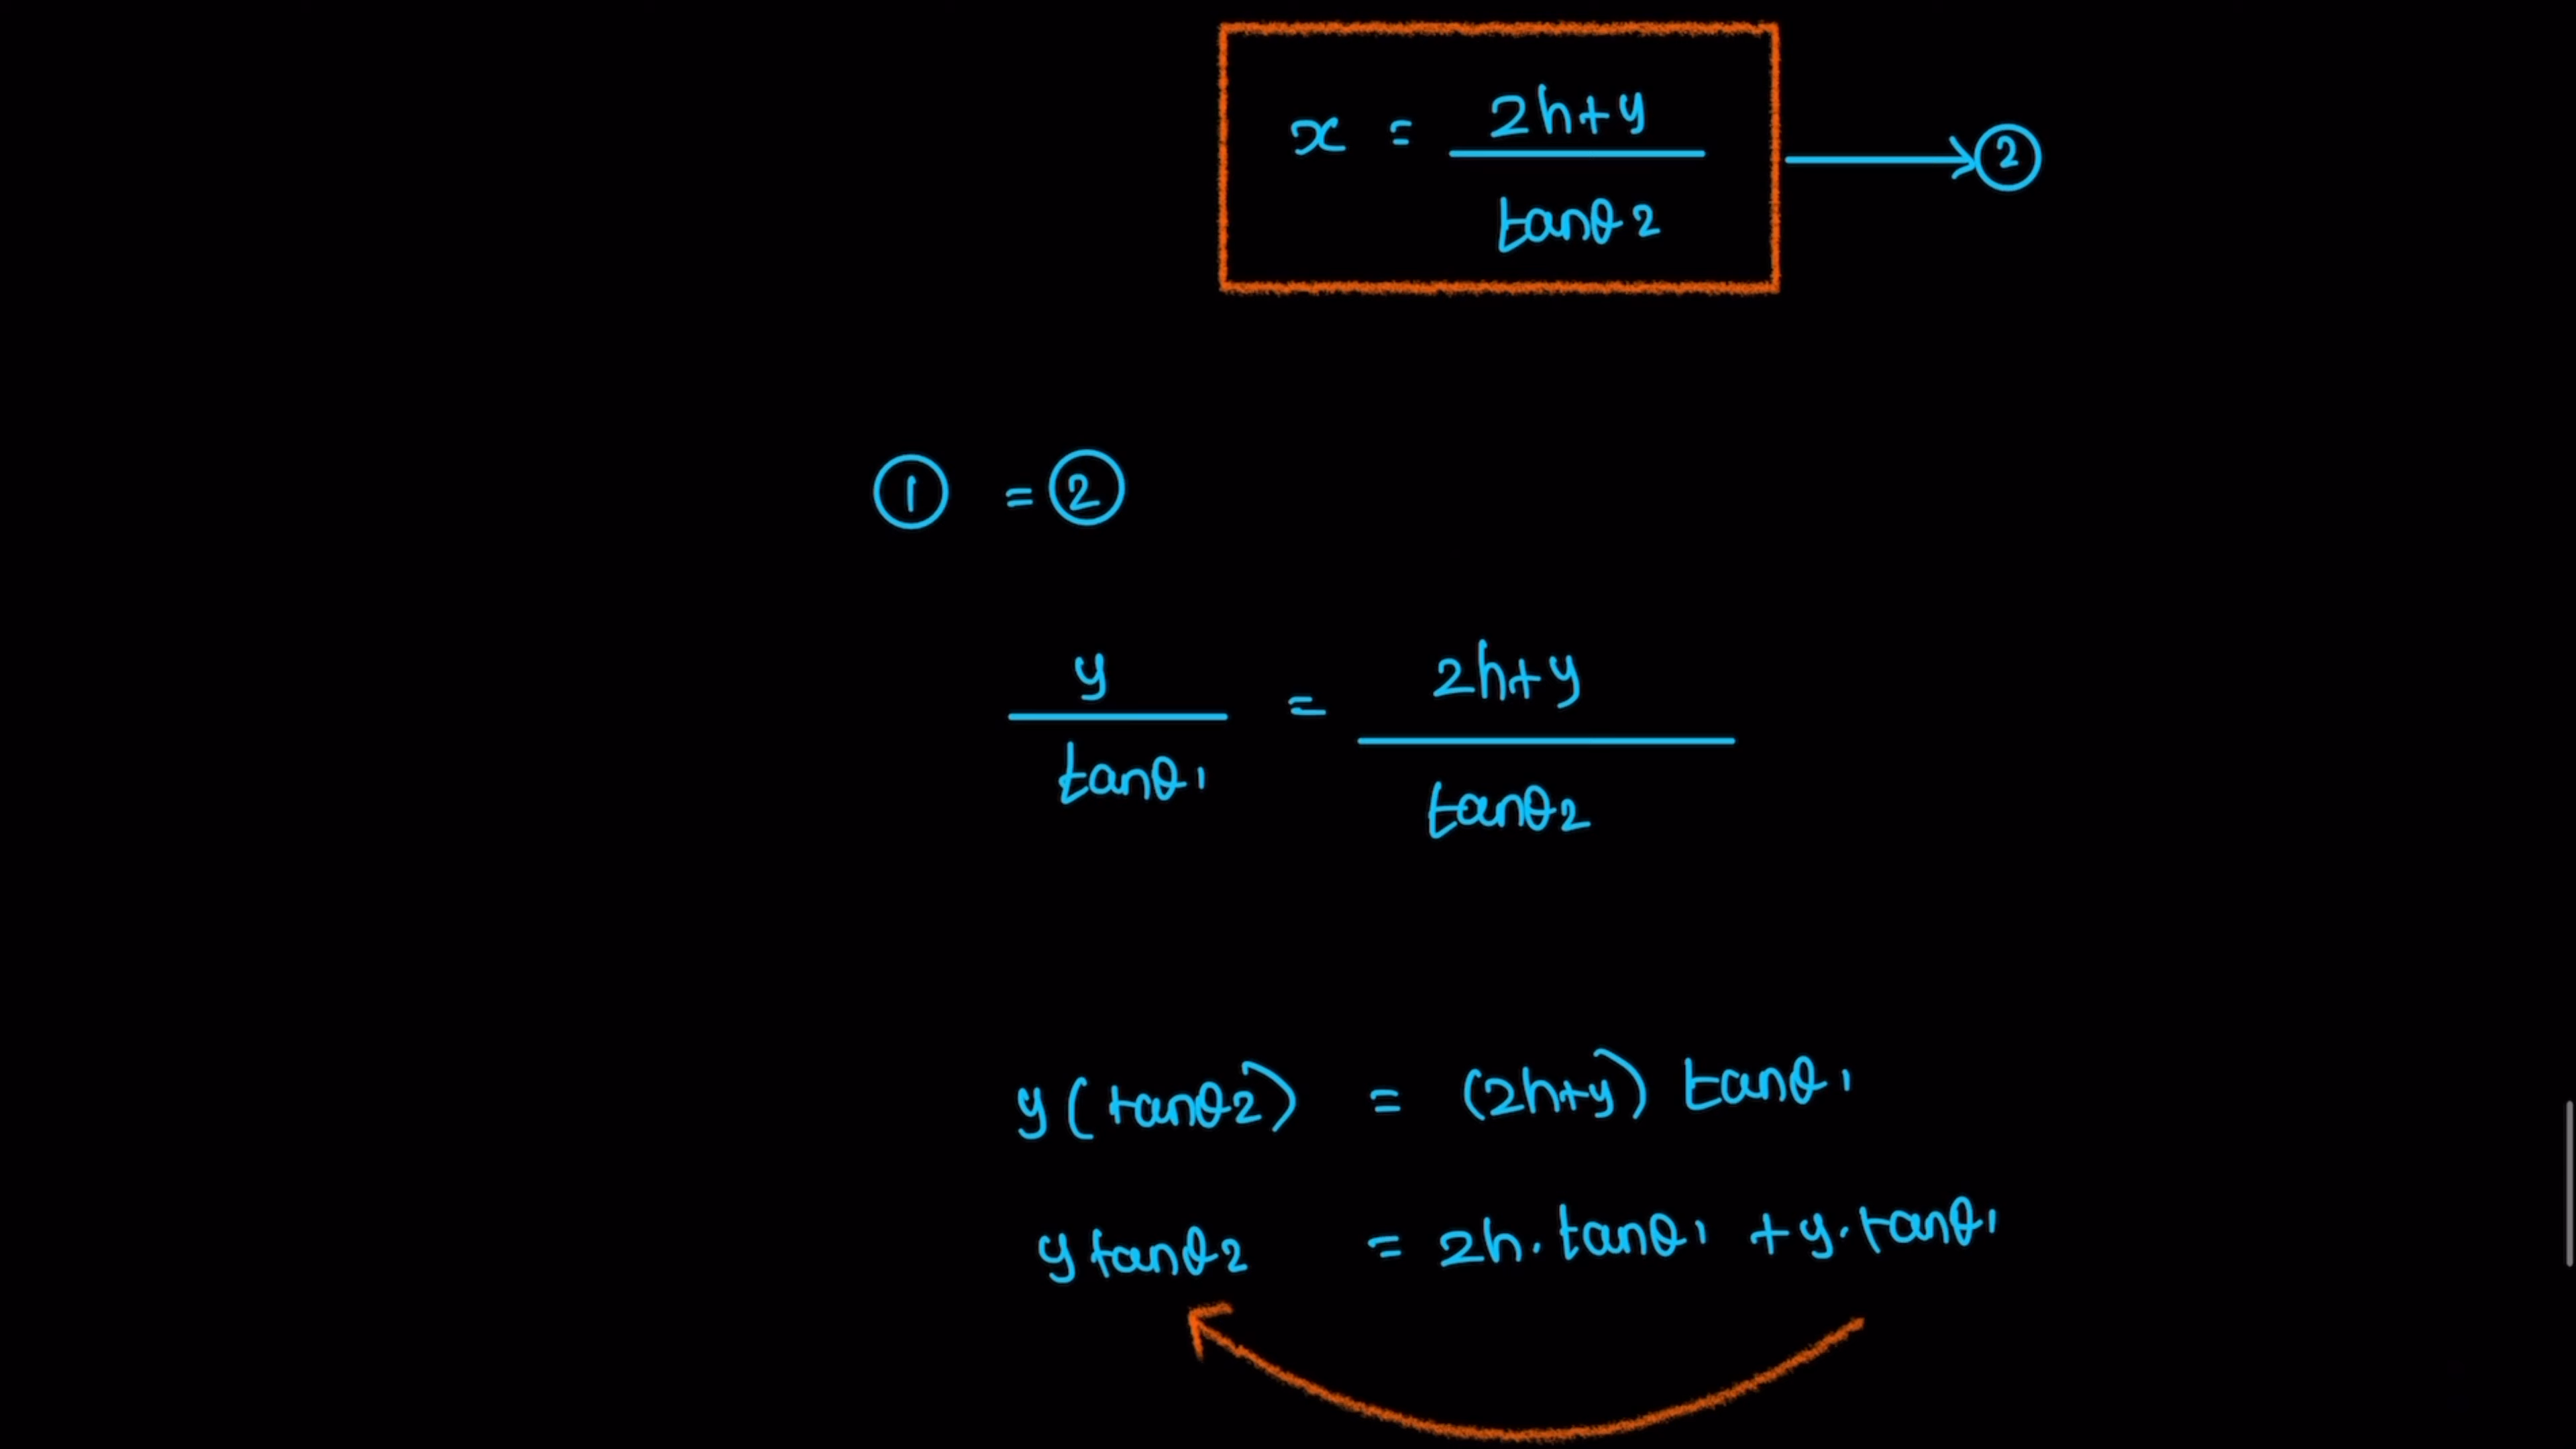 x = 2h+y / tanθ2 → ②
① = ②
y / tanθ1 = 2h+y / tanθ2
y(tanθ2) = (2h+y) tanθ1
y tanθ2 = 2h. tanθ1 + y. tanθ1